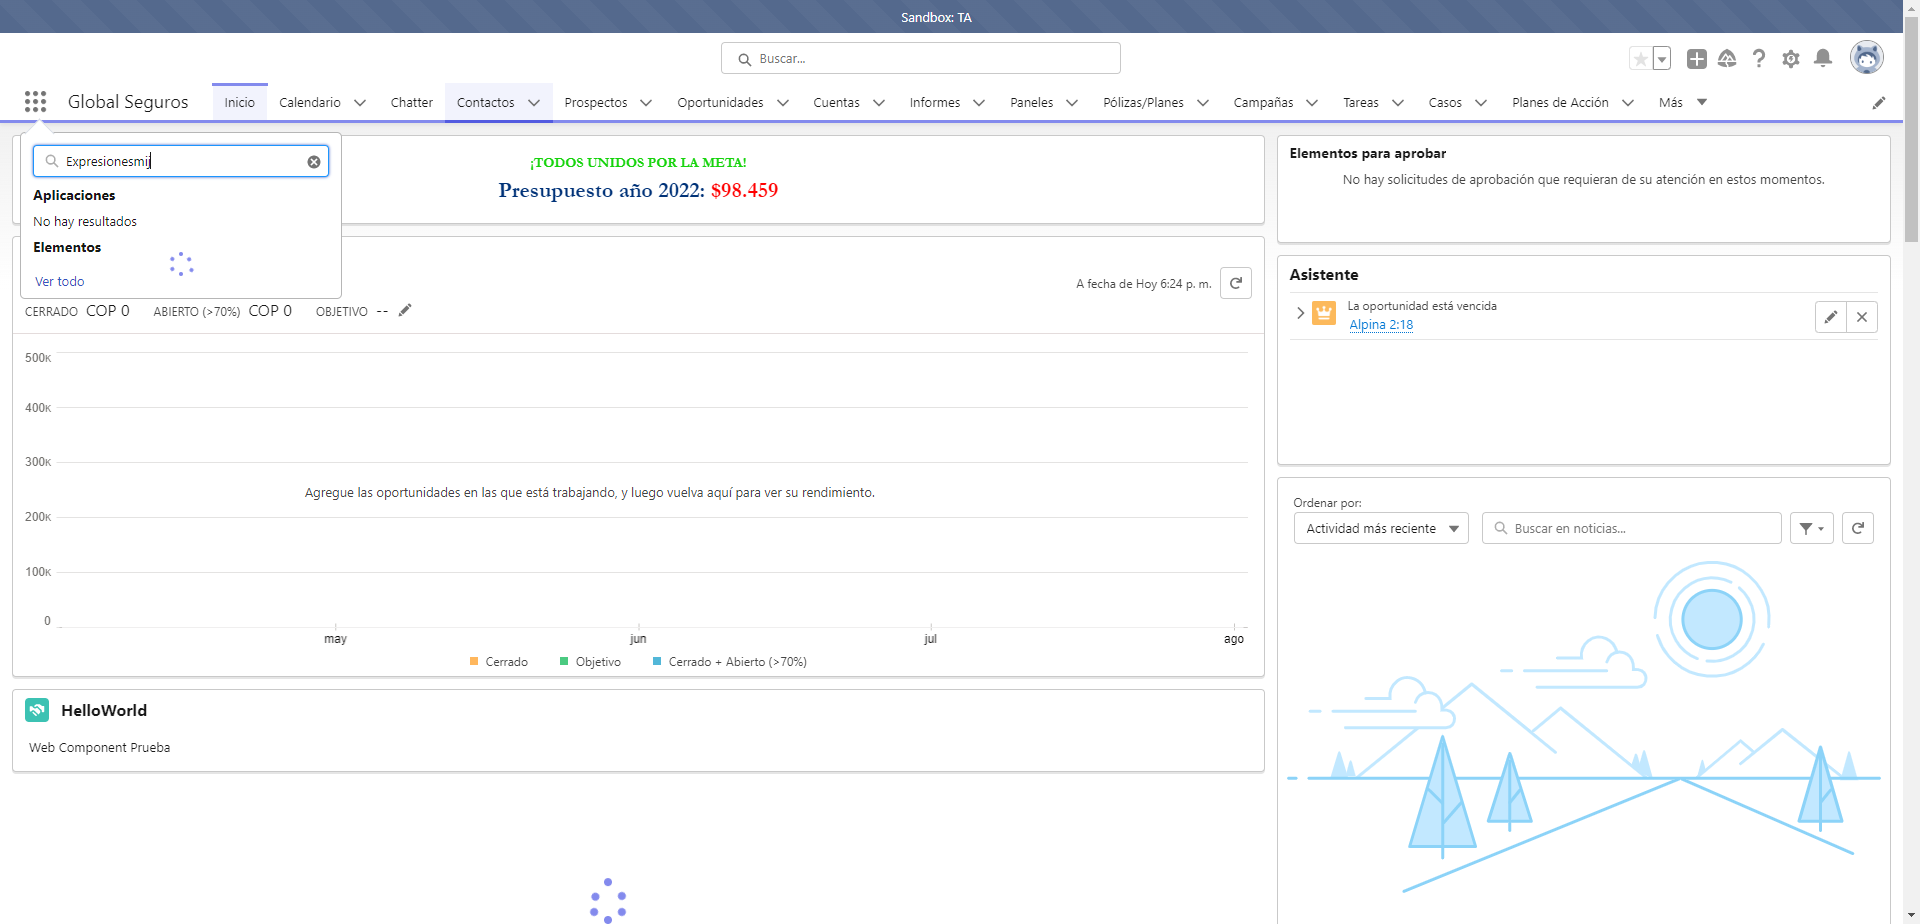 Sandbox: TA
Buscar...
Global Seguros
Inicio
Calendario
Chatter
Contactos
Prospectos
Oportunidades
Cuentas
Informes
Paneles
Pólizas/Planes
Campañas
Tareas
Casos
Planes de Acción
Más
Expresionesmij
Aplicaciones
No hay resultados
Elementos
Ver todo
¡TODOS UNIDOS POR LA META!
Presupuesto año 2022: $98.459
A fecha de Hoy 6:24 p. m.
CERRADO COP 0 ABIERTO (>70%) COP 0 OBJETIVO --
500K
400K
300K
200K
100K
0
Agregue las oportunidades en las que está trabajando, y luego vuelva aquí para ver su rendimiento.
may jun jul ago
Cerrado Objetivo Cerrado + Abierto (>70%)
HelloWorld
Web Component Prueba
Elementos para aprobar
No hay solicitudes de aprobación que requieran de su atención en estos momentos.
Asistente
La oportunidad está vencida
Alpina 2:18
Ordenar por:
Actividad más reciente
Buscar en noticias...